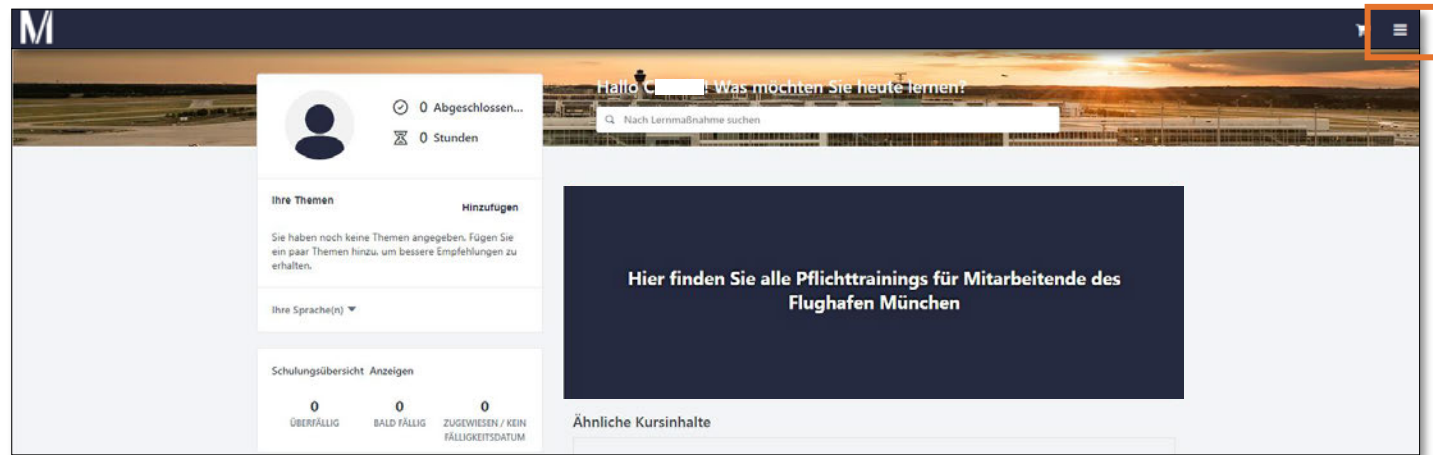 M
Hallo C ! Was möchten Sie heute lernen?
Nach Lernmaßnahme suchen
0 Abgeschlossen...
0 Stunden
Ihre Themen
Hinzufügen
Sie haben noch keine Themen angegeben. Fügen Sie
ein paar Themen hinzu, um bessere Empfehlungen zu
erhalten.
Ihre Sprache(n)
Schulungsübersicht Anzeigen
0 0 0
ÜBERFÄLLIG BALD FÄLLIG ZUGEWIESEN / KEIN
FÄLLIGKEITSDATUM
Hier finden Sie alle Pflichttrainings für Mitarbeitende des
Flughafen München
Ähnliche Kursinhalte